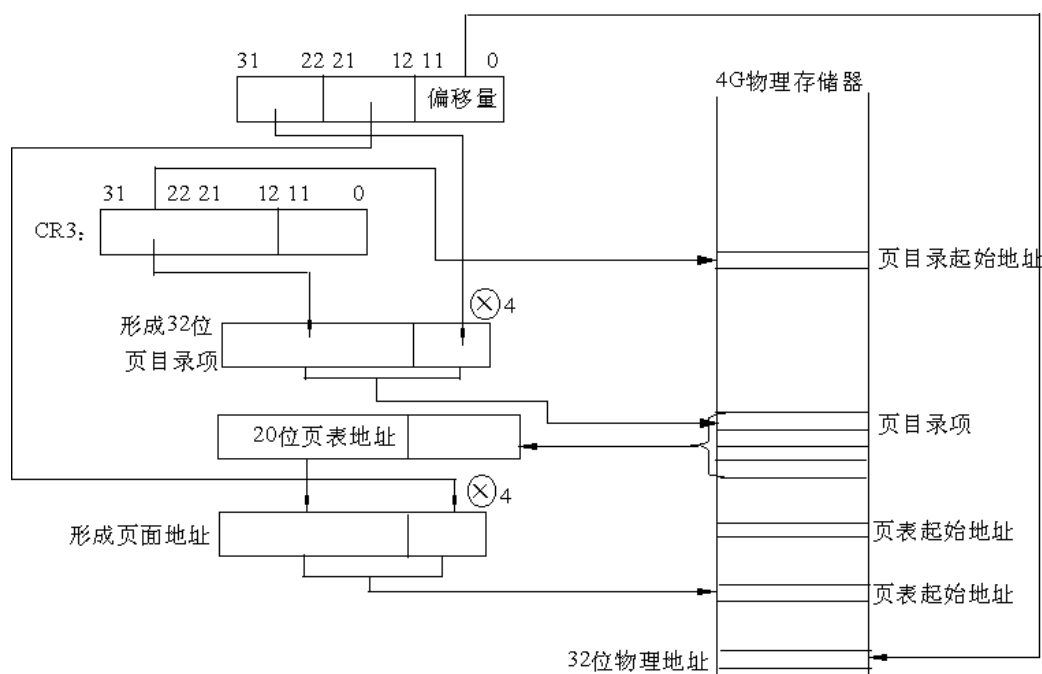 31 22 21 12 11 0
偏移量
4G物理存储器
31 22 21 12 11 0
CR3：
页目录起始地址
4
形成32位
页目录项
20位页表地址
页目录项
4
形成页面地址
页表起始地址
页表起始地址
32位物理地址